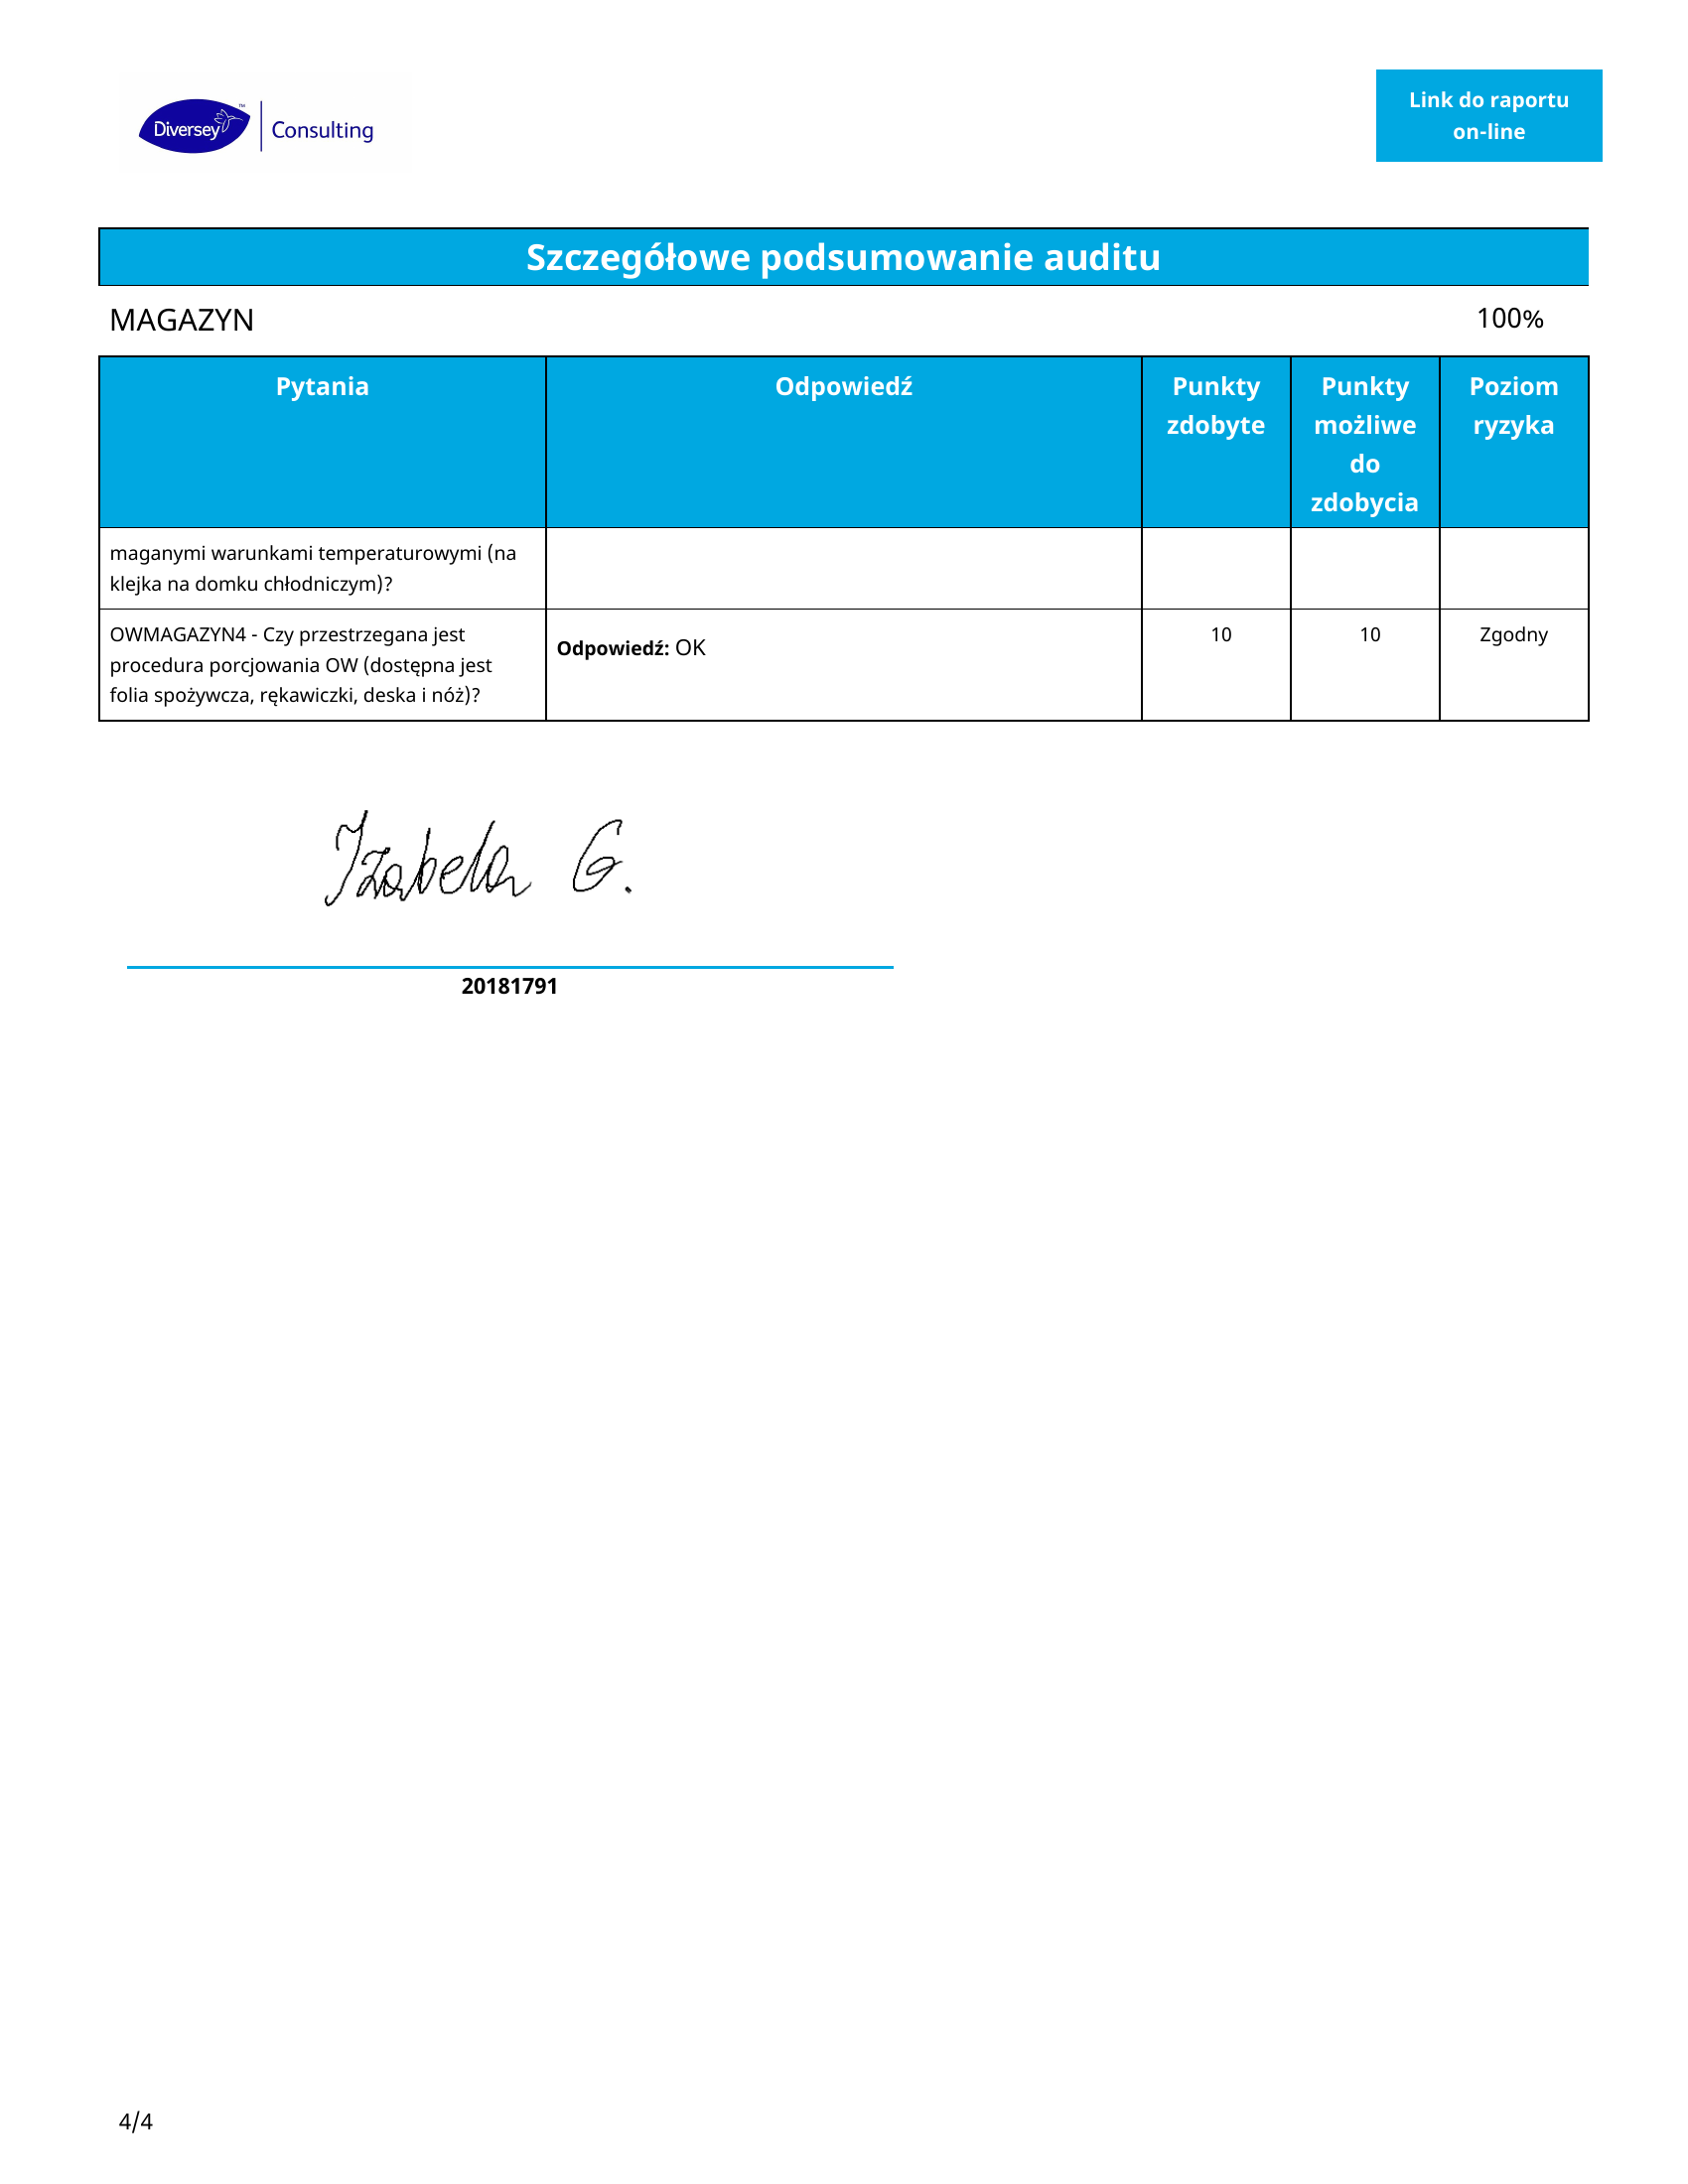 Diversey™ Consulting
Link do raportu
on-line
Szczegółowe podsumowanie auditu
MAGAZYN 100%
Pytania Odpowiedź Punkty zdobyte Punkty możliwe do zdobycia Poziom ryzyka
maganymi warunkami temperaturowymi (na
klejka na domku chłodniczym)?
OWMAGAZYN4 - Czy przestrzegana jest
procedura porcjowania OW (dostępna jest
folia spożywcza, rękawiczki, deska i nóż)?
Odpowiedź: OK 10 10 Zgodny
Izabela G.
20181791
4/4